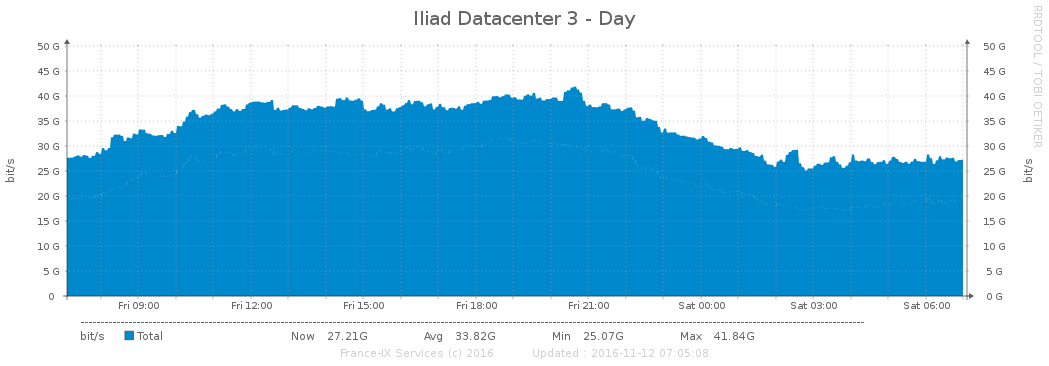 Iliad Datacenter 3 - Day
RRDTOOL / TOBI OETIKER
50 G 50 G
45 G 45 G
40 G 40 G
35 G 35 G
30 G 30 G
25 G 25 G
20 G 20 G
15 G 15 G
10 G 10 G
5 G 5 G
0 0 G
bit/s bit/s
Fri 09:00 Fri 12:00 Fri 15:00 Fri 18:00 Fri 21:00 Sat 00:00 Sat 03:00 Sat 06:00
bit/s Total Now 27.21G Avg 33.82G Min 25.07G Max 41.84G
France-IX Services (c) 2016 Updated : 2016-11-12 07:05:08